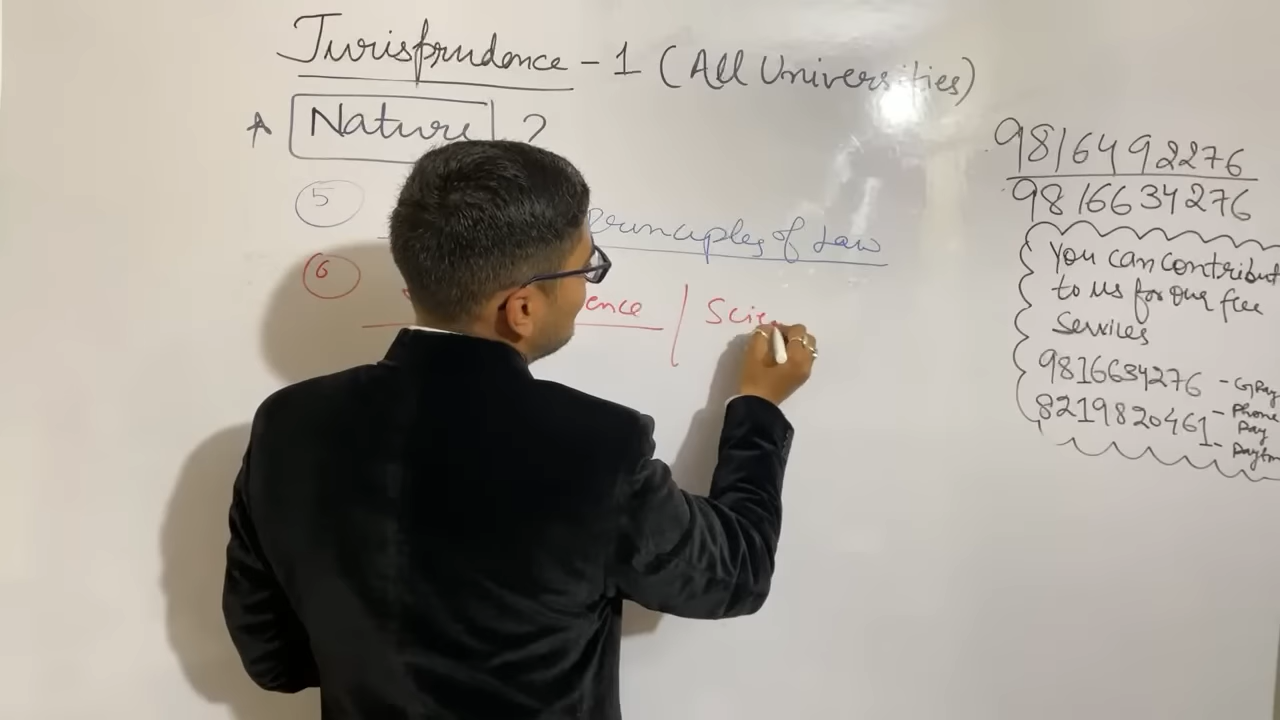 Jurisprudence - 1 (All Universities)
Nature ?
5
principles of Law
6
ence | Scie
9816492276
9816634276
You can contribut
to us for our free
Services
9816634276 - GPay
8219820461 - Phone
Pay
- Paytm